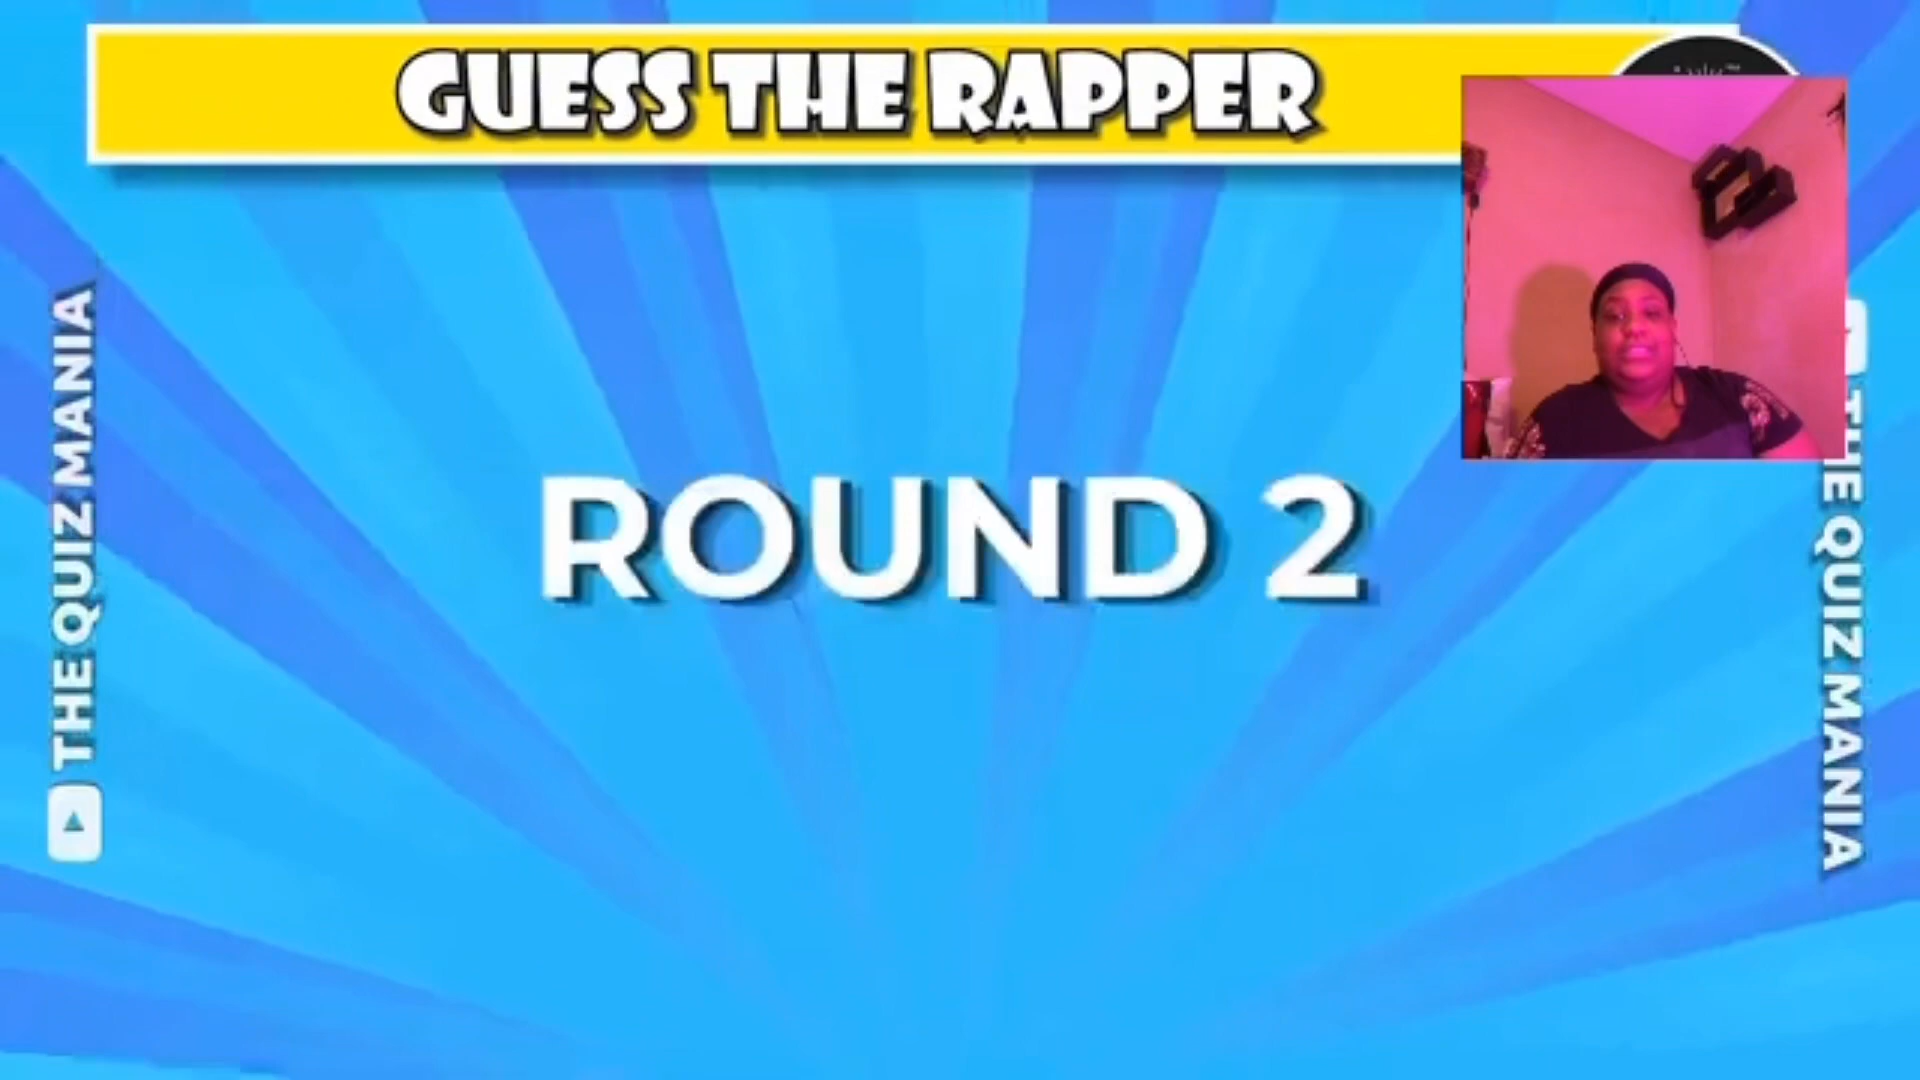 GUESS THE RAPPER
THE QUIZ MANIA
ROUND 2
THE QUIZ MANIA